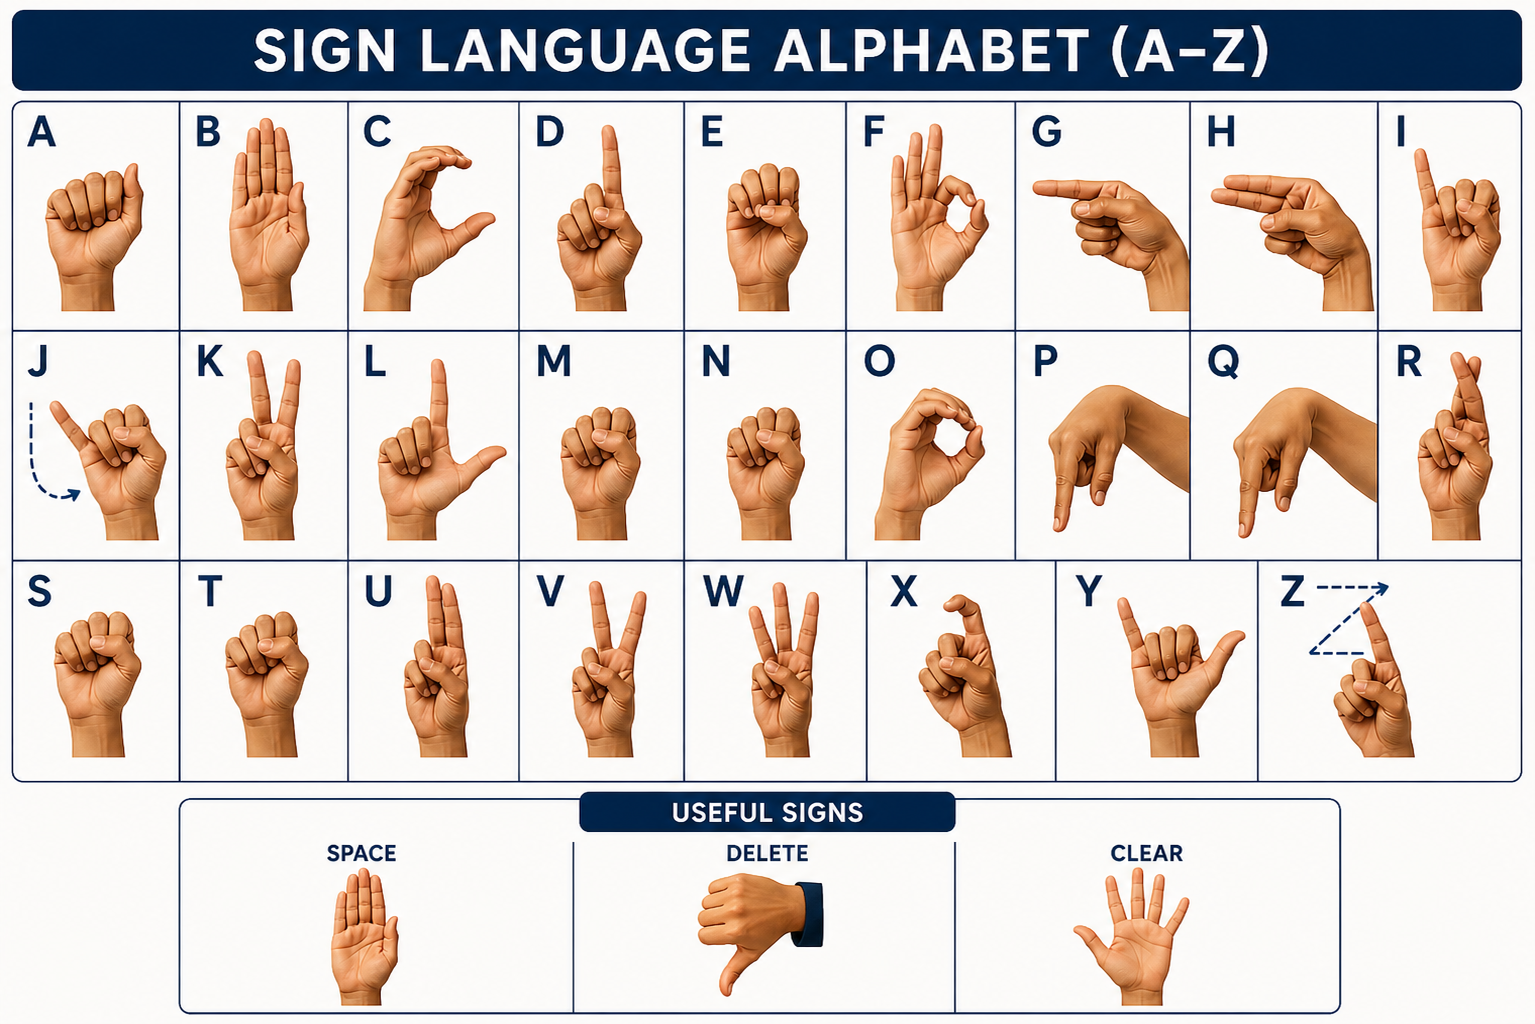 SIGN LANGUAGE ALPHABET (A–Z)
A B C D E F G H I
J K L M N O P Q R
S T U V W X Y Z
USEFUL SIGNS
SPACE DELETE CLEAR